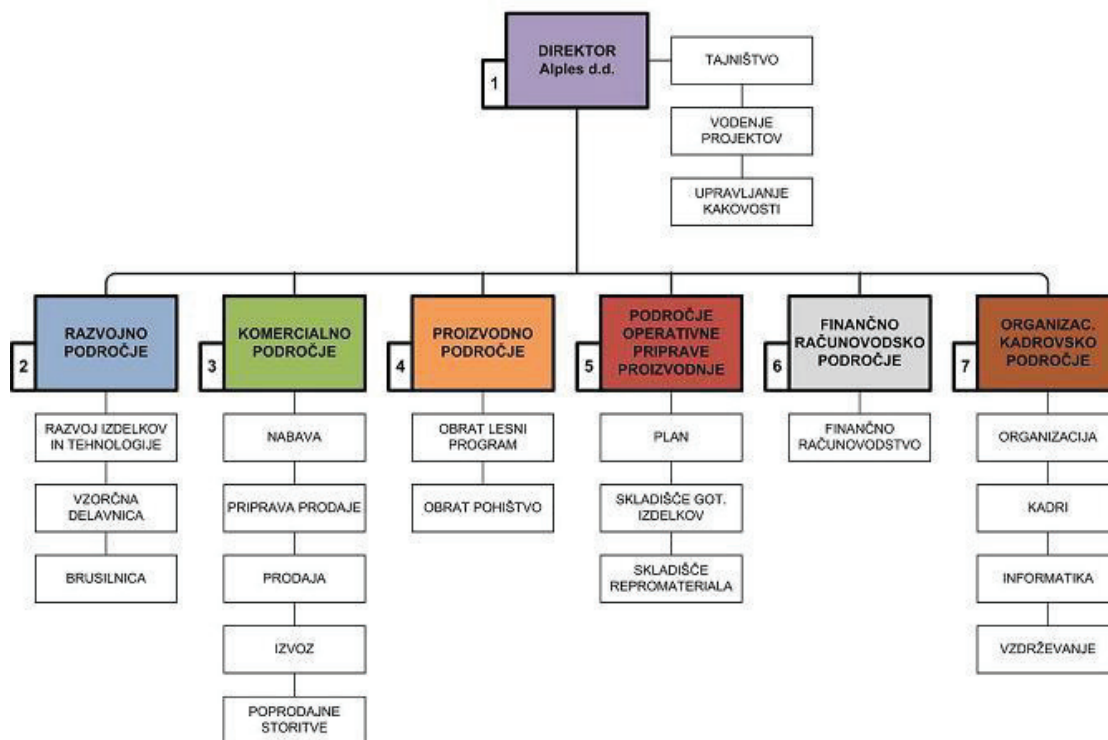 DIREKTOR
Alples d.d.
1
TAJNIŠTVO
VODENJE
PROJEKTOV
UPRAVLJANJE
KAKOVOSTI
RAZVOJNO
PODROČJE
2
KOMERCIALNO
PODROČJE
3
PROIZVODNO
PODROČJE
4
PODROČJE
OPERATIVNE
PRIPRAVE
PROIZVODNJE
5
FINANČNO
RAČUNOVODSKO
PODROČJE
6
ORGANIZAC.
KADROVSKO
PODROČJE
7
RAZVOJ IZDELKOV
IN TEHNOLOGIJE
VZORČNA
DELAVNICA
BRUSILNICA
NABAVA
PRIPRAVA PRODAJE
PRODAJA
IZVOZ
POPRODAJNE
STORITVE
OBRAT LESNI
PROGRAM
OBRAT POHIŠTVO
PLAN
SKLADIŠČE GOT.
IZDELKOV
SKLADIŠČE
REPROMATERIALA
FINANČNO
RAČUNOVODSTVO
ORGANIZACIJA
KADRI
INFORMATIKA
VZDRŽEVANJE